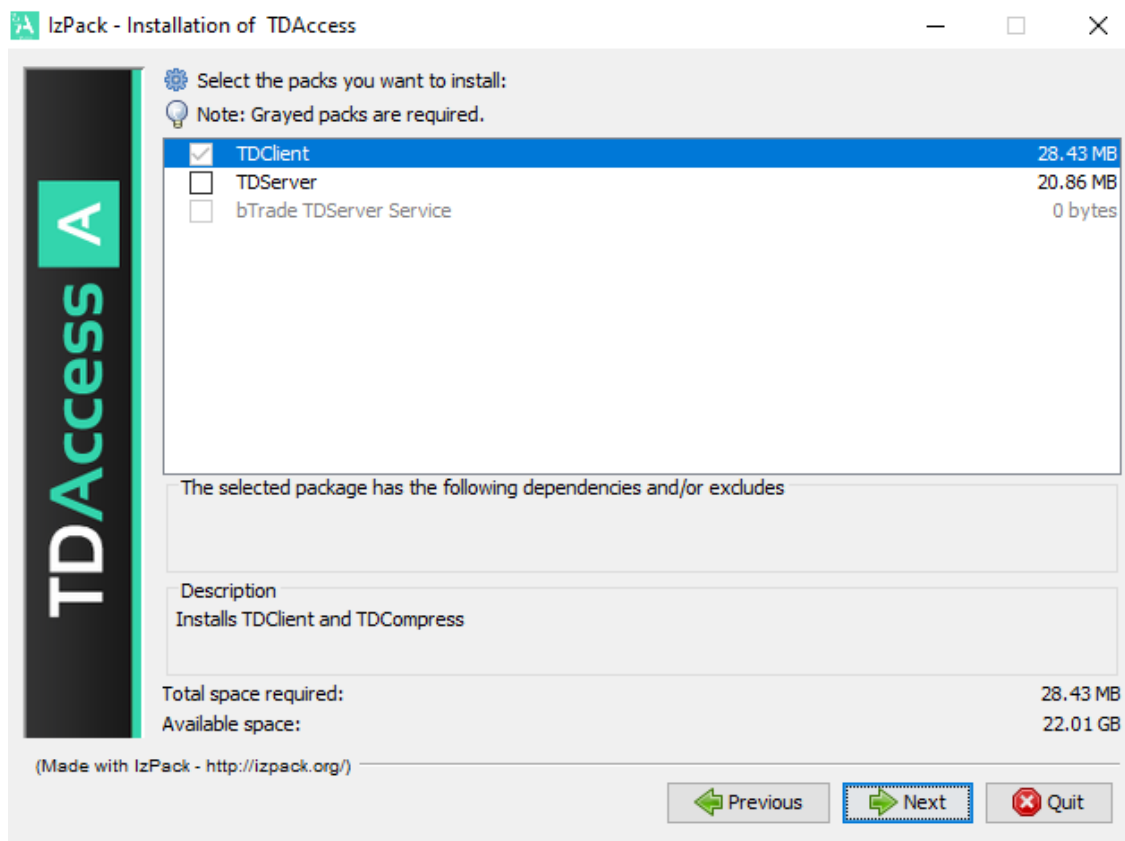 IzPack - Installation of  TDAccess
TDAccess A
Select the packs you want to install:
Note: Grayed packs are required.
TDClient 28.43 MB
TDServer 20.86 MB
bTrade TDServer Service 0 bytes
The selected package has the following dependencies and/or excludes
Description
Installs TDClient and TDCompress
Total space required: 28.43 MB
Available space: 22.01 GB
(Made with IzPack - http://izpack.org/)
Previous Next Quit